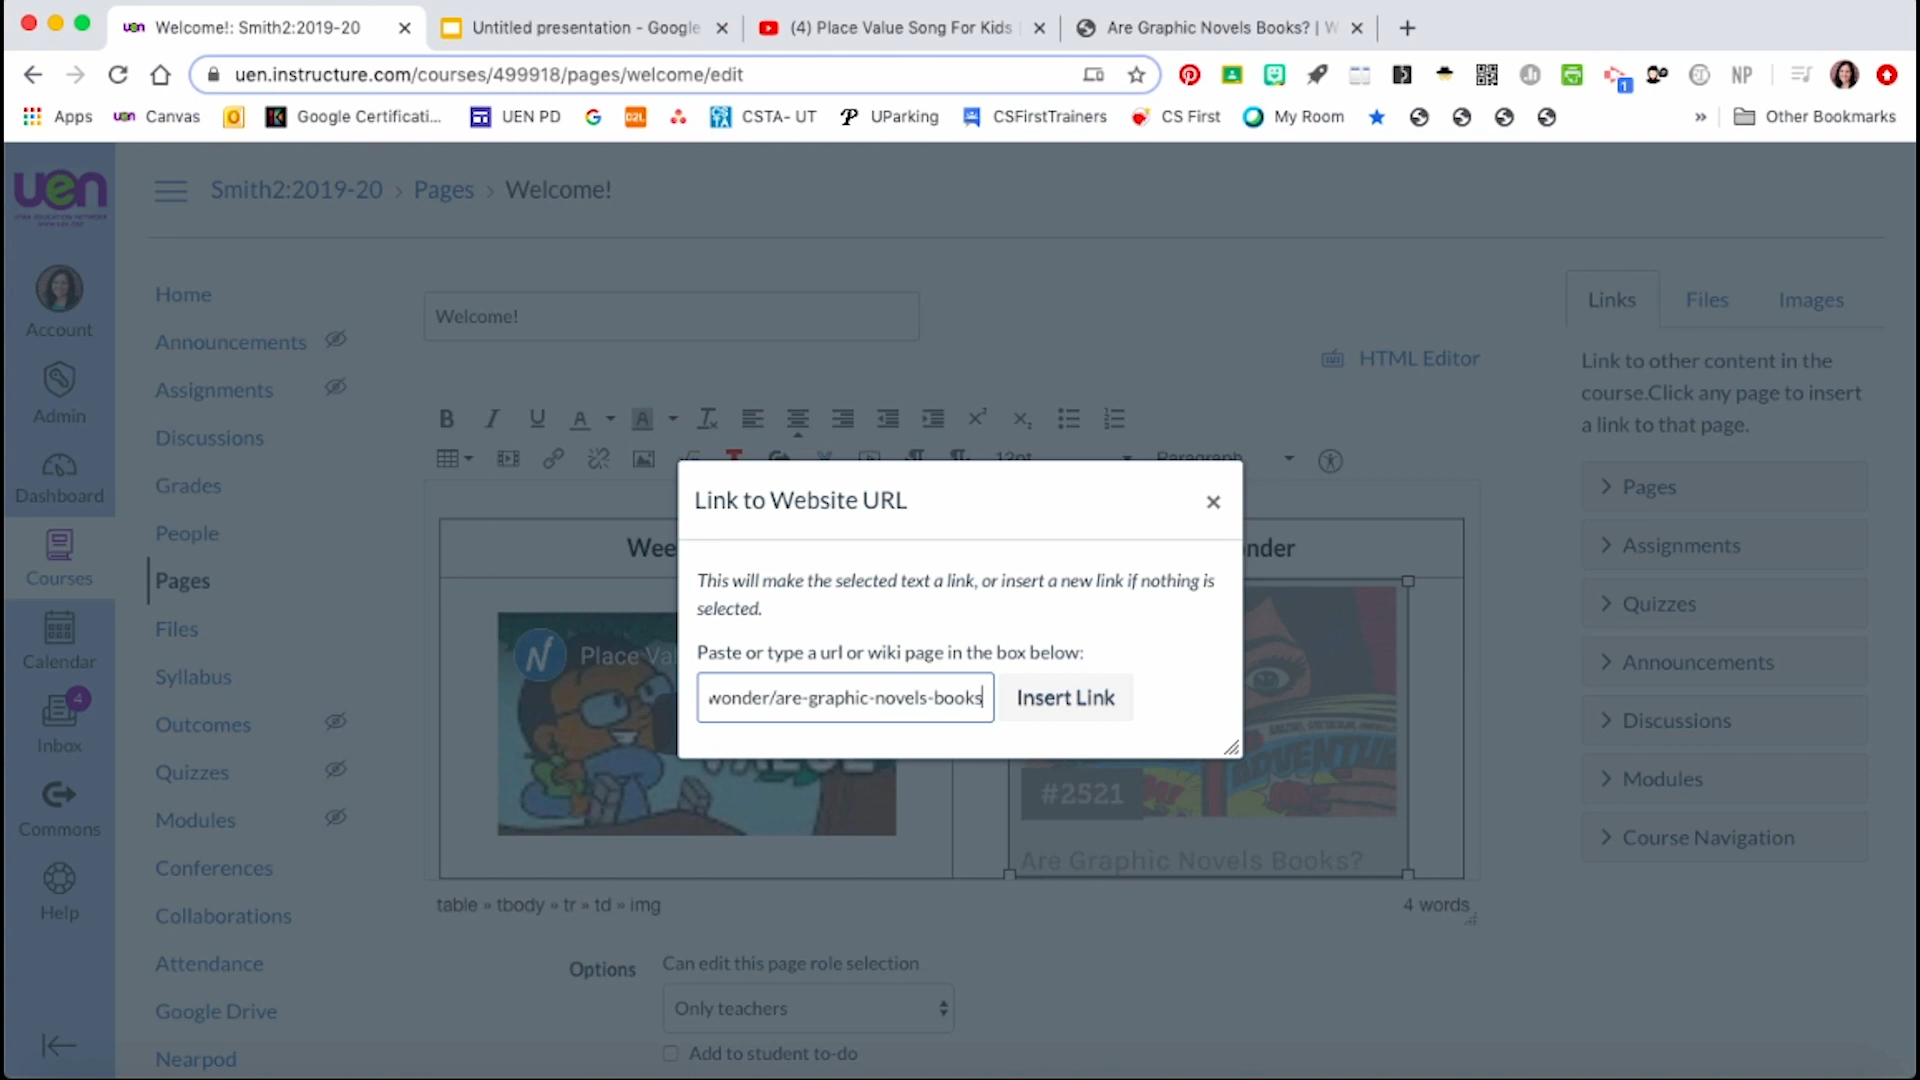 Welcome!: Smith2:2019-20
Untitled presentation - Google
(4) Place Value Song For Kids
Are Graphic Novels Books? | W
uen.instructure.com/courses/499918/pages/welcome/edit
1
NP
Apps
Canvas
Google Certificati...
UEN PD
D2L
CSTA- UT
UParking
CSFirstTrainers
CS First
My Room
Other Bookmarks
uen
Smith2:2019-20 > Pages > Welcome!
Account
Admin
Dashboard
Courses
Calendar
4
Inbox
Commons
Help
Home
Announcements
Assignments
Discussions
Grades
People
Pages
Files
Syllabus
Outcomes
Quizzes
Modules
Conferences
Collaborations
Attendance
Google Drive
Nearpod
Welcome!
HTML Editor
12pt
Paragraph
Wee
nder
Place Va
#2521
ADVENTURE
Are Graphic Novels Books?
table » tbody » tr » td » img
4 words
Options
Can edit this page role selection
Only teachers
Add to student to-do
Link to Website URL
This will make the selected text a link, or insert a new link if nothing is
selected.
Paste or type a url or wiki page in the box below:
wonder/are-graphic-novels-books
Insert Link
Links
Files
Images
Link to other content in the
course.Click any page to insert
a link to that page.
Pages
Assignments
Quizzes
Announcements
Discussions
Modules
Course Navigation